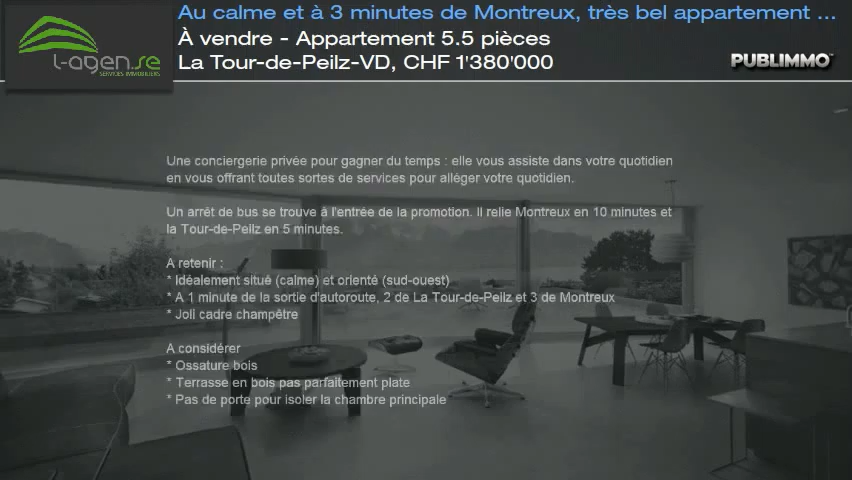 Au calme et à 3 minutes de Montreux, très bel appartement ...
À vendre - Appartement 5.5 pièces
La Tour-de-Peilz-VD, CHF 1'380'000
l-agen.se
SERVICES IMMOBILIERS
PUBLIMMO
Une conciergerie privée pour gagner du temps : elle vous assiste dans votre quotidien
en vous offrant toutes sortes de services pour alléger votre quotidien.
Un arrêt de bus se trouve à l'entrée de la promotion. Il relie Montreux en 10 minutes et
la Tour-de-Peilz en 5 minutes.
A retenir :
* Idéalement situé (calme) et orienté (sud-ouest)
* A 1 minute de la sortie d'autoroute, 2 de La Tour-de-Peilz et 3 de Montreux
* Joli cadre champêtre
A considérer
* Ossature bois
* Terrasse en bois pas parfaitement plate
* Pas de porte pour isoler la chambre principale